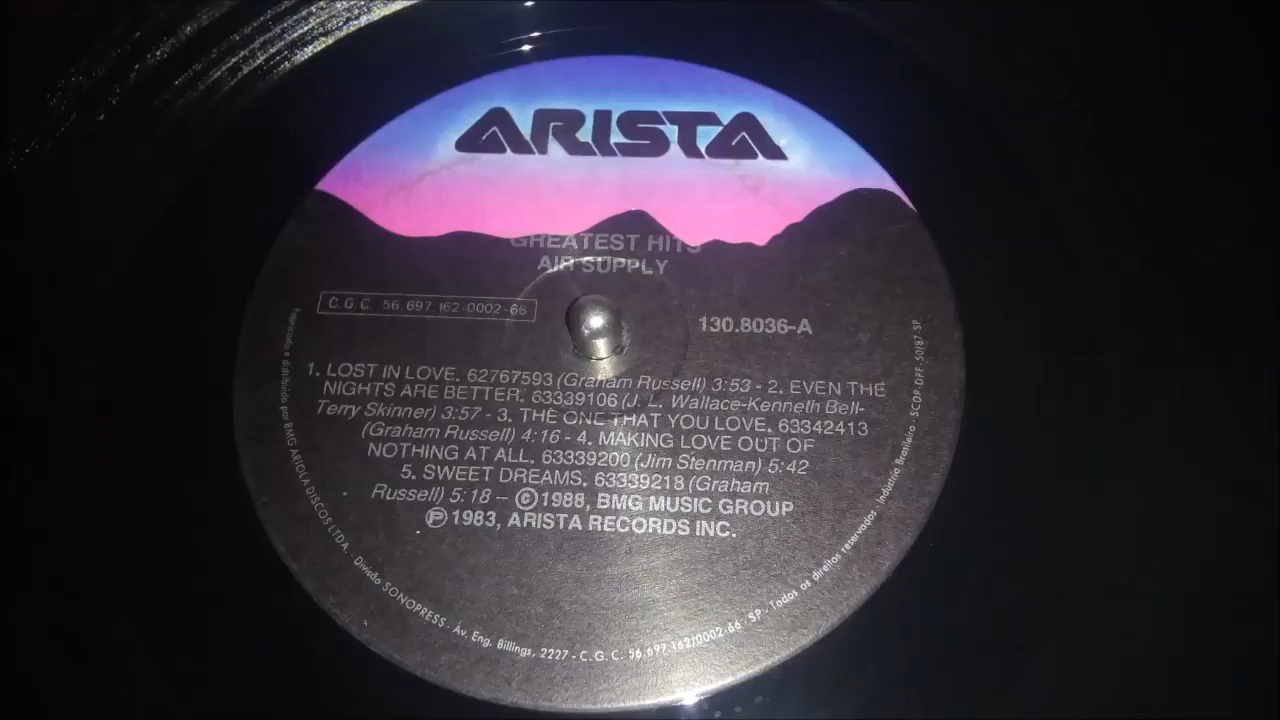 ARISTA
GREATEST HITS
AIR SUPPLY
C.G.C. 56.697.162-0002-66
130.8036-A
1. LOST IN LOVE. 62767593 (Graham Russell) 3:53 - 2. EVEN THE
NIGHTS ARE BETTER. 63339106 (J. L. Wallace-Kenneth Bell-
Terry Skinner) 3:57 - 3. THE ONE THAT YOU LOVE. 63342413
(Graham Russell) 4:16 - 4. MAKING LOVE OUT OF
NOTHING AT ALL. 63339200 (Jim Stenman) 5:42
5. SWEET DREAMS. 63339218 (Graham
Russell) 5:18 – ©1988, BMG MUSIC GROUP
℗1983, ARISTA RECORDS INC.
Fabricado e distribuído por BMG ARIOLA DISCOS LTDA. - Divisão SONOPRESS - Av. Eng. Billings, 2227 - C.G.C. 56.697.162/0002-66 SP - Todos os direitos reservados - Indústria Brasileira - SCDP-DPF-50/87-SP